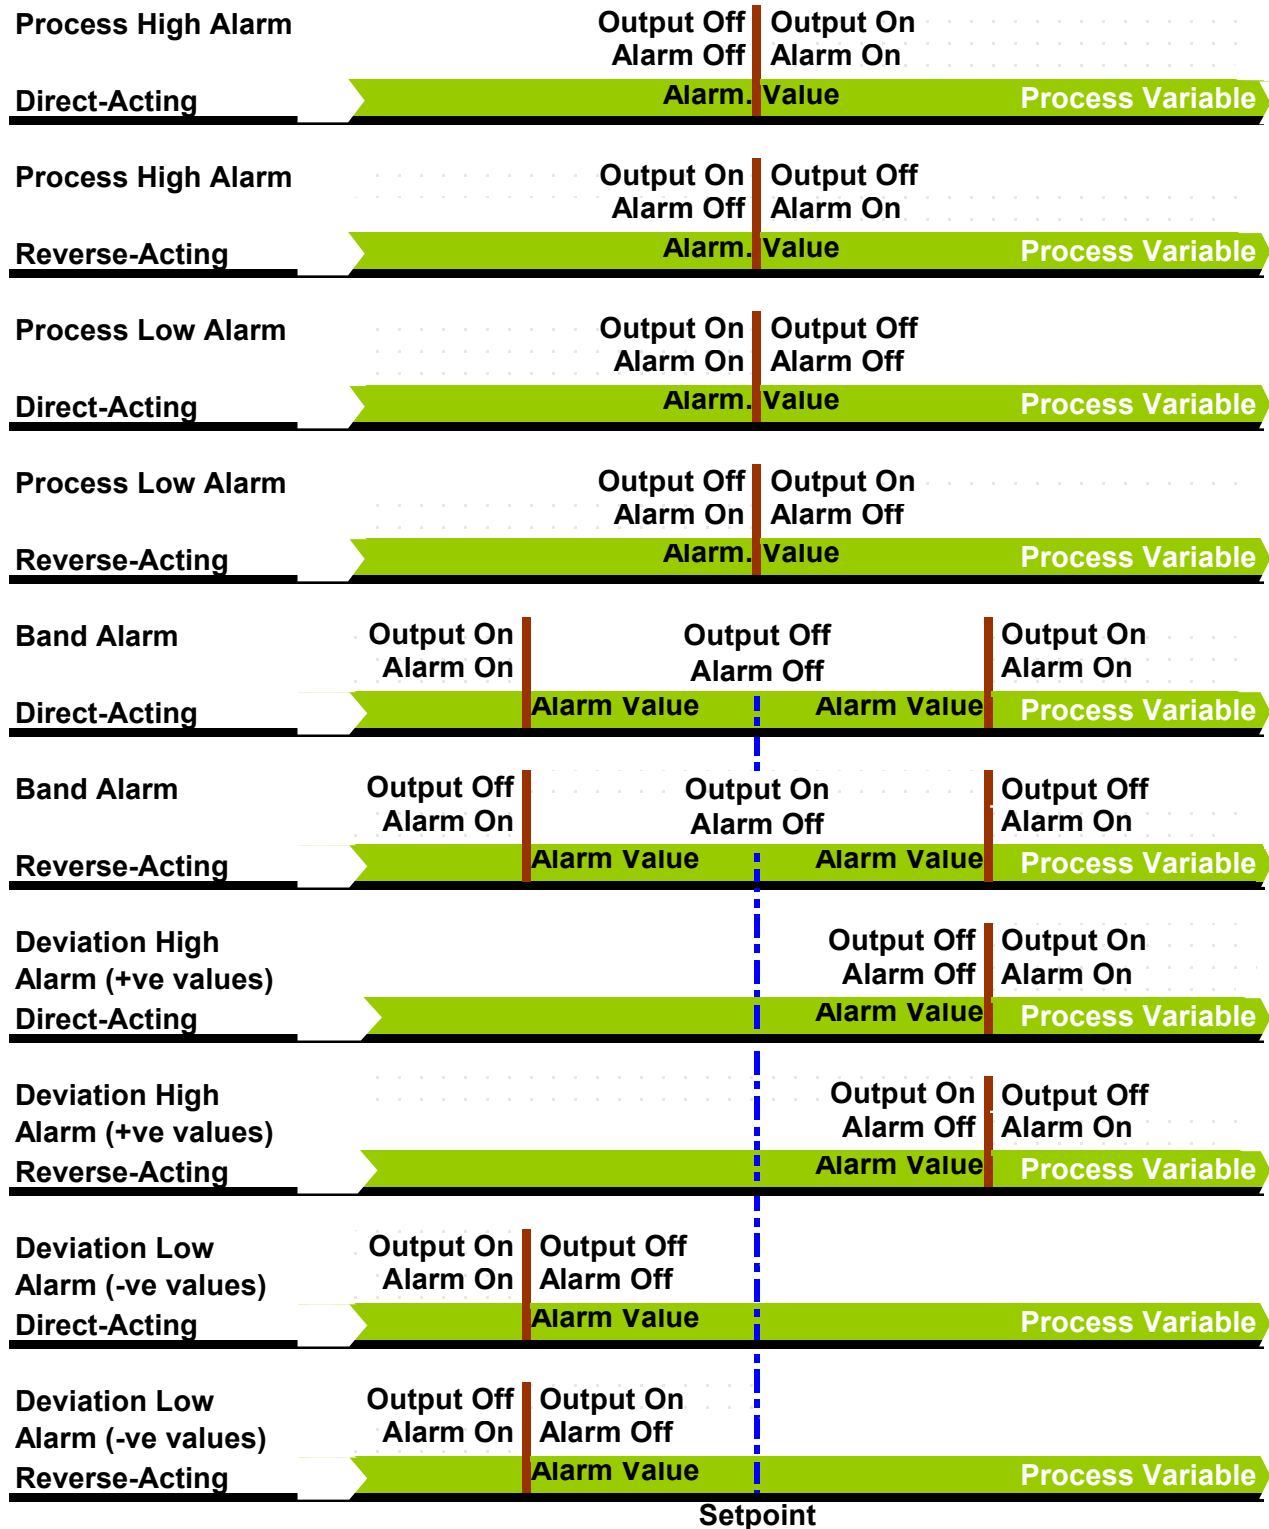 Process High Alarm
Output Off Output On
Alarm Off Alarm On
Direct-Acting
Alarm. Value Process Variable
Process High Alarm
Output On Output Off
Alarm Off Alarm On
Reverse-Acting
Alarm. Value Process Variable
Process Low Alarm
Output On Output Off
Alarm On Alarm Off
Direct-Acting
Alarm. Value Process Variable
Process Low Alarm
Output Off Output On
Alarm On Alarm Off
Reverse-Acting
Alarm. Value Process Variable
Band Alarm
Output On Output Off Output On
Alarm On Alarm Off Alarm On
Direct-Acting
Alarm Value Alarm Value Process Variable
Band Alarm
Output Off Output On Output Off
Alarm On Alarm Off Alarm On
Reverse-Acting
Alarm Value Alarm Value Process Variable
Deviation High
Alarm (+ve values)
Output Off Output On
Alarm Off Alarm On
Direct-Acting
Alarm Value Process Variable
Deviation High
Alarm (+ve values)
Output On Output Off
Alarm Off Alarm On
Reverse-Acting
Alarm Value Process Variable
Deviation Low
Alarm (-ve values)
Output On Output Off
Alarm On Alarm Off
Direct-Acting
Alarm Value Process Variable
Deviation Low
Alarm (-ve values)
Output Off Output On
Alarm On Alarm Off
Reverse-Acting
Alarm Value Process Variable
Setpoint